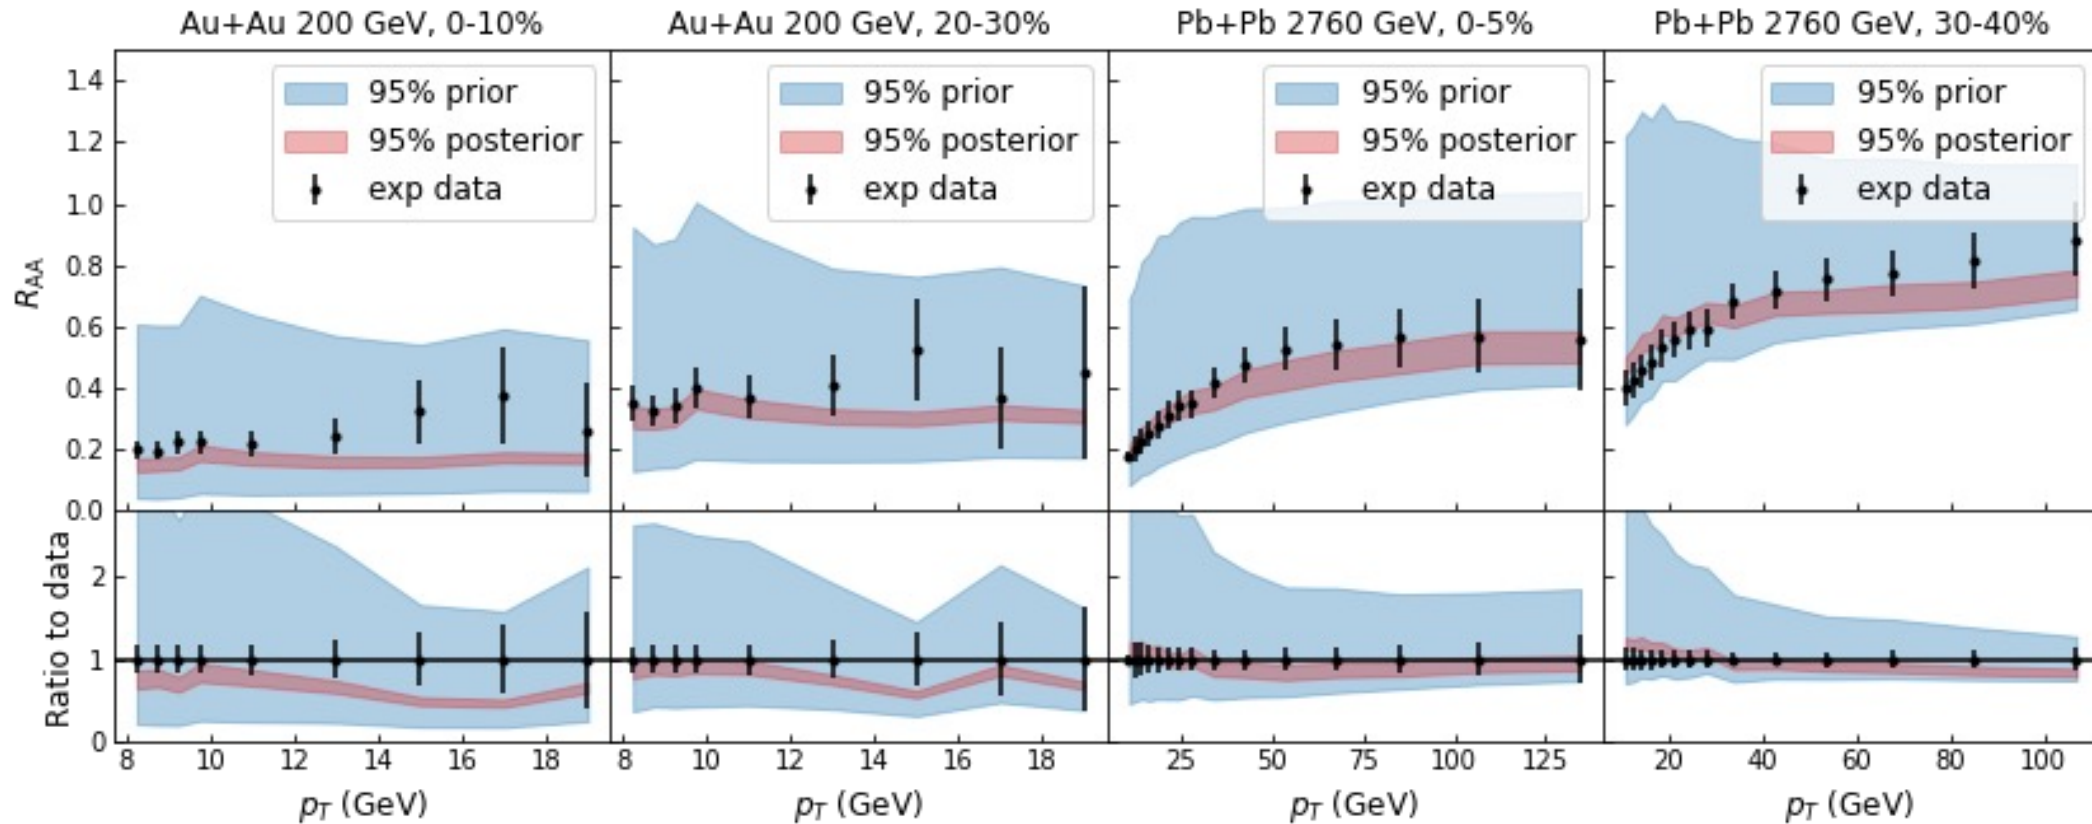 Au+Au 200 GeV, 0-10%
Au+Au 200 GeV, 20-30%
Pb+Pb 2760 GeV, 0-5%
Pb+Pb 2760 GeV, 30-40%
95% prior
95% posterior
exp data
95% prior
95% posterior
exp data
95% prior
95% posterior
exp data
95% prior
95% posterior
exp data
R_AA
1.4
1.2
1.0
0.8
0.6
0.4
0.2
0.0
Ratio to data
2
1
0
8 10 12 14 16 18
8 10 12 14 16 18
25 50 75 100 125
20 40 60 80 100
p_T (GeV)
p_T (GeV)
p_T (GeV)
p_T (GeV)